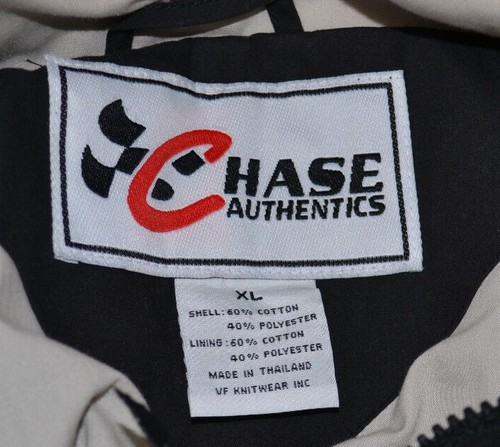 CHASE
AUTHENTICS
XL
SHELL: 60% COTTON
40% POLYESTER
LINING: 60% COTTON
40% POLYESTER
MADE IN THAILAND
VF KNITWEAR INC